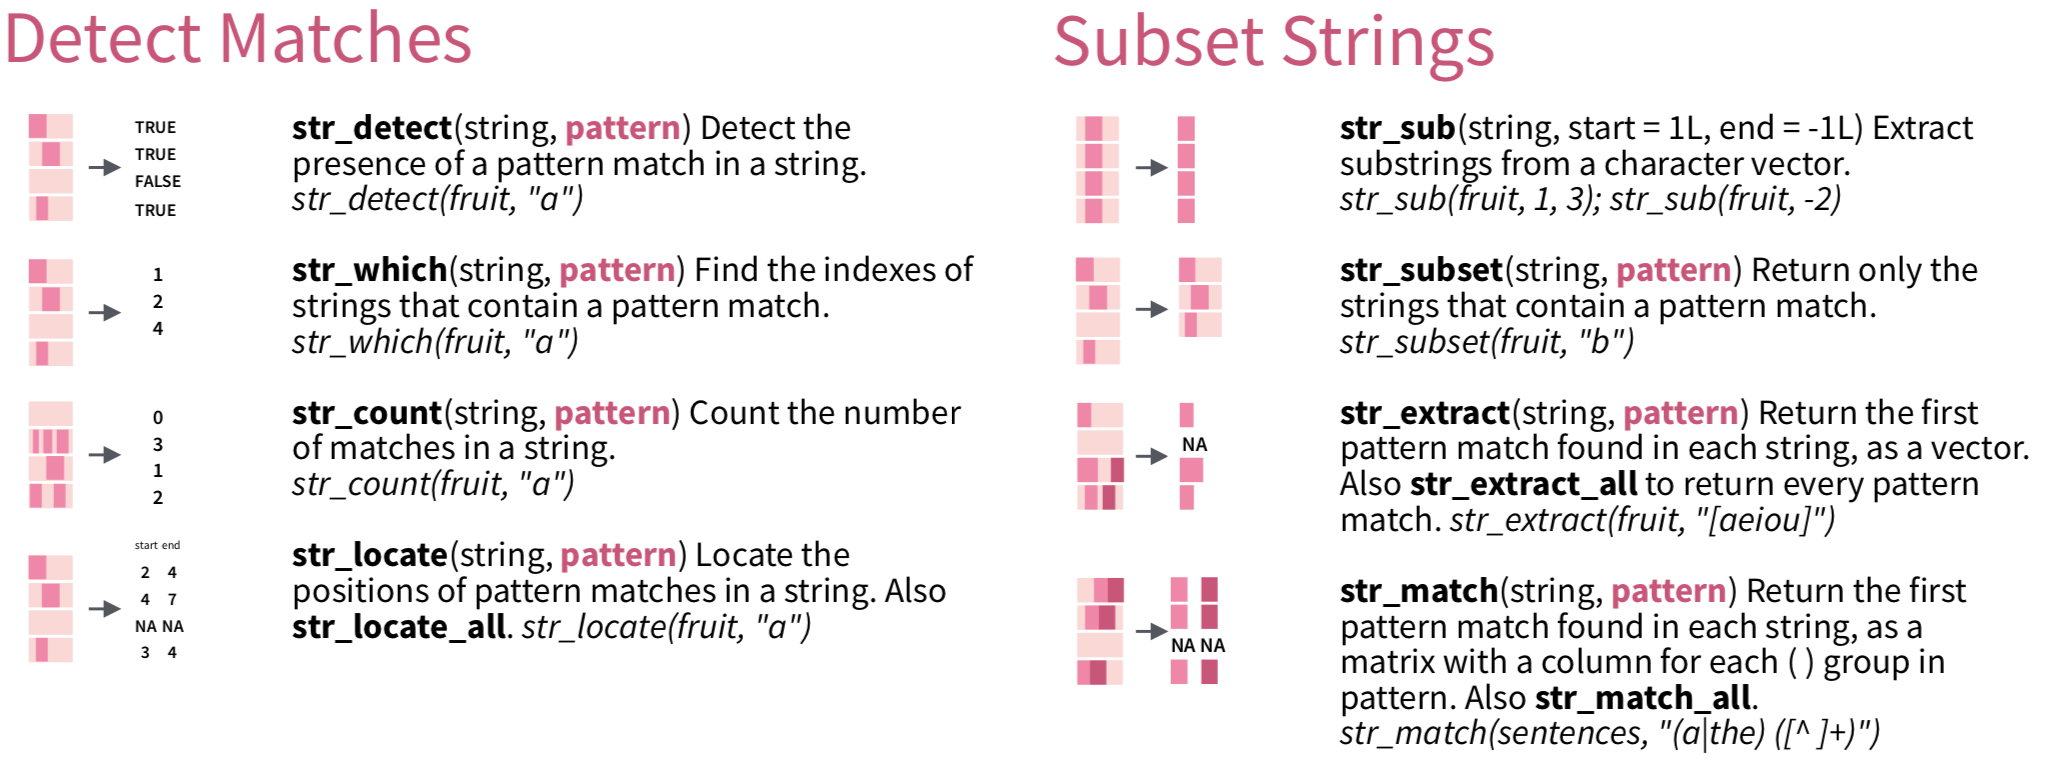 Detect Matches
TRUE
TRUE
FALSE
TRUE
str_detect(string, pattern) Detect the
presence of a pattern match in a string.
str_detect(fruit, "a")
1
2
4
str_which(string, pattern) Find the indexes of
strings that contain a pattern match.
str_which(fruit, "a")
0
3
1
2
str_count(string, pattern) Count the number
of matches in a string.
str_count(fruit, "a")
start end
2 4
4 7
NA NA
3 4
str_locate(string, pattern) Locate the
positions of pattern matches in a string. Also
str_locate_all. str_locate(fruit, "a")
Subset Strings
str_sub(string, start = 1L, end = -1L) Extract
substrings from a character vector.
str_sub(fruit, 1, 3); str_sub(fruit, -2)
str_subset(string, pattern) Return only the
strings that contain a pattern match.
str_subset(fruit, "b")
NA
str_extract(string, pattern) Return the first
pattern match found in each string, as a vector.
Also str_extract_all to return every pattern
match. str_extract(fruit, "[aeiou]")
NA NA
str_match(string, pattern) Return the first
pattern match found in each string, as a
matrix with a column for each ( ) group in
pattern. Also str_match_all.
str_match(sentences, "(a|the) ([^ ]+)")